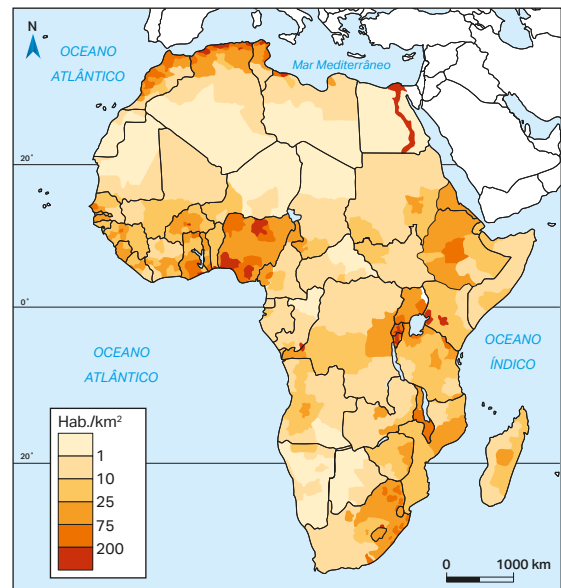 N
OCEANO
ATLÂNTICO
Mar Mediterrâneo
20°
0°
OCEANO
ATLÂNTICO
OCEANO
ÍNDICO
20°
Hab./km²
1
10
25
75
200
0 1000 km